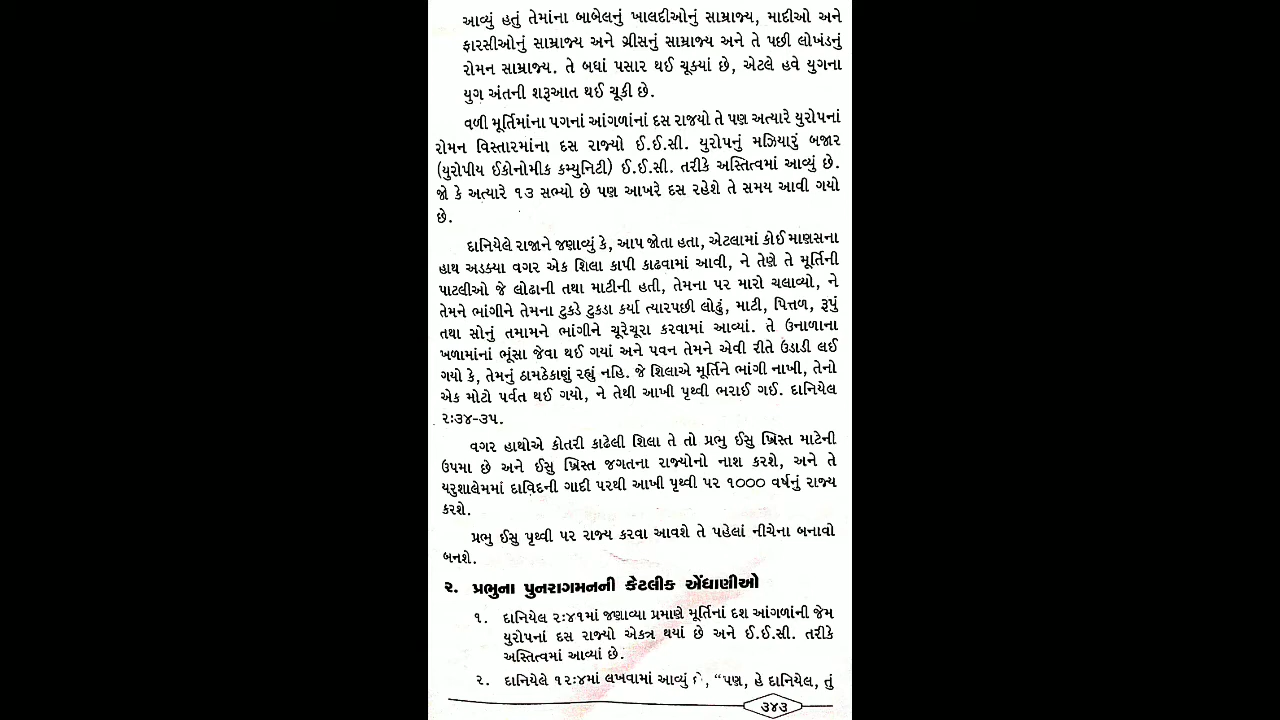 આવ્યું હતું તેમાંના બાબેલનું ખાલદીઓનું સામ્રાજ્ય, માદીઓ અને
ફારસીઓનું સામ્રાજ્ય અને ગ્રીસનું સામ્રાજ્ય અને તે પછી લોખંડનું
રોમન સામ્રાજ્ય. તે બધાં પસાર થઈ ચૂક્યાં છે, એટલે હવે યુગના
યુગ અંતની શરૂઆત થઈ ચૂકી છે.
વળી મૂર્તિમાંના પગનાં આંગળાંનાં દસ રાજયો તે પણ અત્યારે યુરોપનાં
રોમન વિસ્તારમાંના દસ રાજ્યો ઈ.ઈ.સી. યુરોપનું મઝિયારું બજાર
(યુરોપીય ઈકોનોમીક કમ્યુનિટી) ઈ.ઈ.સી. તરીકે અસ્તિત્વમાં આવ્યું છે.
જો કે અત્યારે ૧૩ સભ્યો છે પણ આખરે દસ રહેશે તે સમય આવી ગયો
છે.
દાનિયેલે રાજાને જણાવ્યું કે, આપ જોતા હતા, એટલામાં કોઈ માણસના
હાથ અડક્યા વગર એક શિલા કાપી કાઢવામાં આવી, ને તેણે તે મૂર્તિની
પાટલીઓ જે લોઢાની તથા માટીની હતી, તેમના પર મારો ચલાવ્યો, ને
તેમને ભાંગીને તેમના ટુકડે ટુકડા કર્યા ત્યારપછી લોઢું, માટી, પિત્તળ, રૂપું
તથા સોનું તમામને ભાંગીને ચૂરેચૂરા કરવામાં આવ્યાં. તે ઉનાળાના
ખળામાંનાં ભૂંસા જેવા થઈ ગયાં અને પવન તેમને એવી રીતે ઉડાડી લઈ
ગયો કે, તેમનું ઠામઠેકાણું રહ્યું નહિ. જે શિલાએ મૂર્તિને ભાંગી નાખી, તેનો
એક મોટો પર્વત થઈ ગયો, ને તેથી આખી પૃથ્વી ભરાઈ ગઈ. દાનિયેલ
૨:૩૪-૩૫.
વગર હાથોએ કોતરી કાઢેલી શિલા તે તો પ્રભુ ઈસુ ખ્રિસ્ત માટેની
ઉપમા છે અને ઈસુ ખ્રિસ્ત જગતના રાજ્યોનો નાશ કરશે, અને તે
યરુશાલેમમાં દાવિદની ગાદી પરથી આખી પૃથ્વી પર ૧૦૦૦ વર્ષનું રાજ્ય
કરશે.
પ્રભુ ઈસુ પૃથ્વી પર રાજ્ય કરવા આવશે તે પહેલાં નીચેના બનાવો
બનશે.
૨. પ્રભુના પુનરાગમનની કેટલીક એંધાણીઓ
૧. દાનિયેલ ૨:૪૧માં જણાવ્યા પ્રમાણે મૂર્તિનાં દશ આંગળાંની જેમ
યુરોપનાં દસ રાજ્યો એકત્ર થયાં છે અને ઈ.ઈ.સી. તરીકે
અસ્તિત્વમાં આવ્યાં છે.
૨. દાનિયેલે ૧૨:૪માં લખવામાં આવ્યું છે, “પણ, હે દાનિયેલ, તું
૩૪૩